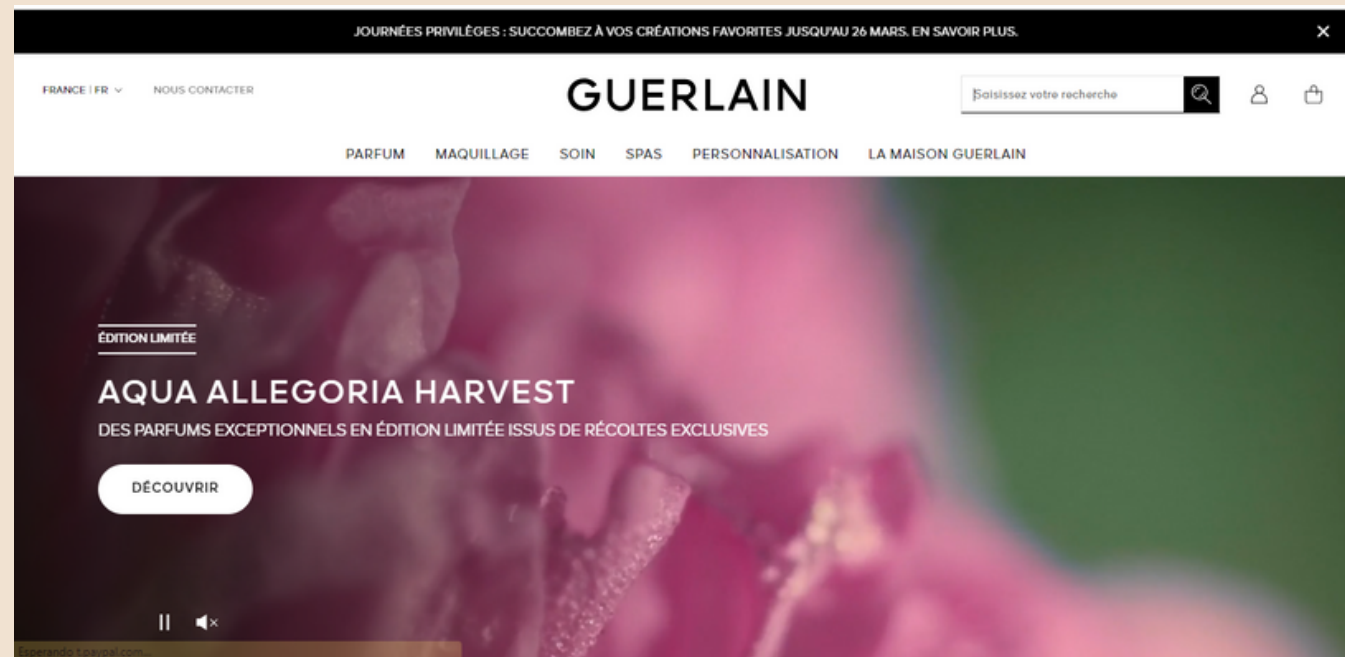 JOURNÉES PRIVILÈGES : SUCCOMBEZ À VOS CRÉATIONS FAVORITES JUSQU'AU 26 MARS. EN SAVOIR PLUS.
FRANCE | FR NOUS CONTACTER
GUERLAIN
Saisissez votre recherche
PARFUM MAQUILLAGE SOIN SPAS PERSONNALISATION LA MAISON GUERLAIN
ÉDITION LIMITÉE
AQUA ALLEGORIA HARVEST
DES PARFUMS EXCEPTIONNELS EN ÉDITION LIMITÉE ISSUS DE RÉCOLTES EXCLUSIVES
DÉCOUVRIR
Esperando t.paypal.com...